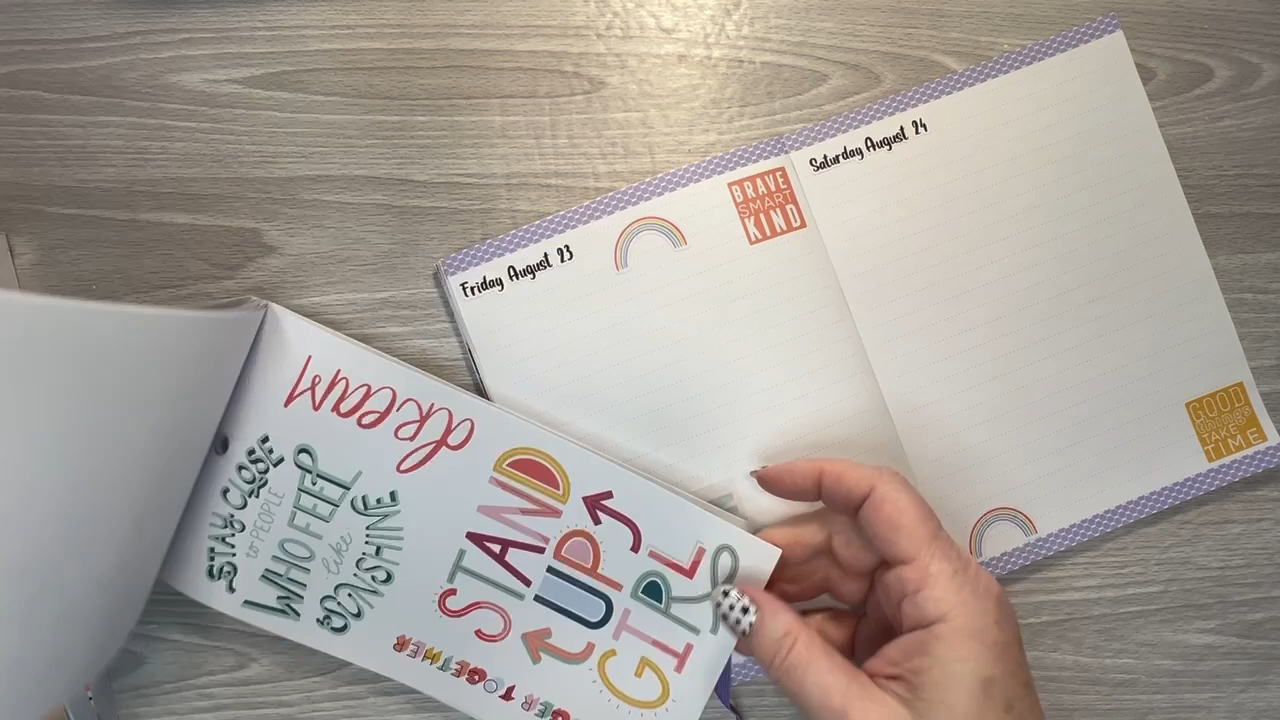 Friday August 23
BRAVE
SMART
KIND
Saturday August 24
GOOD
things
TAKE
TIME
dream
STAY CLOSE
to PEOPLE
WHO FEEL
like
SUNSHINE
STAND
UP
GIRL
TOGETHER